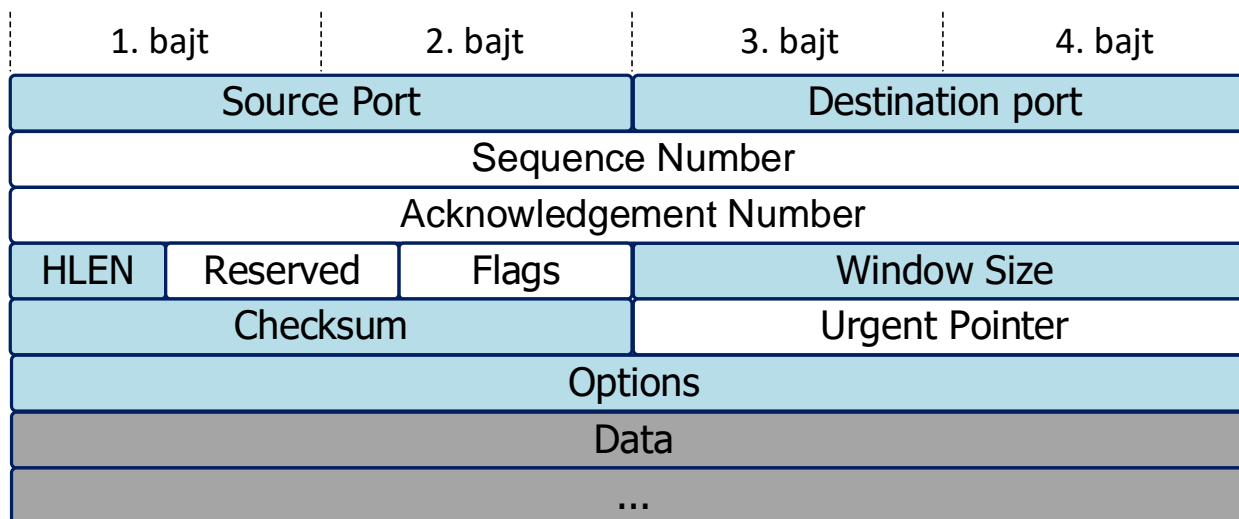 1. bajt 2. bajt 3. bajt 4. bajt
Source Port Destination port
Sequence Number
Acknowledgement Number
HLEN Reserved Flags Window Size
Checksum Urgent Pointer
Options
Data
...